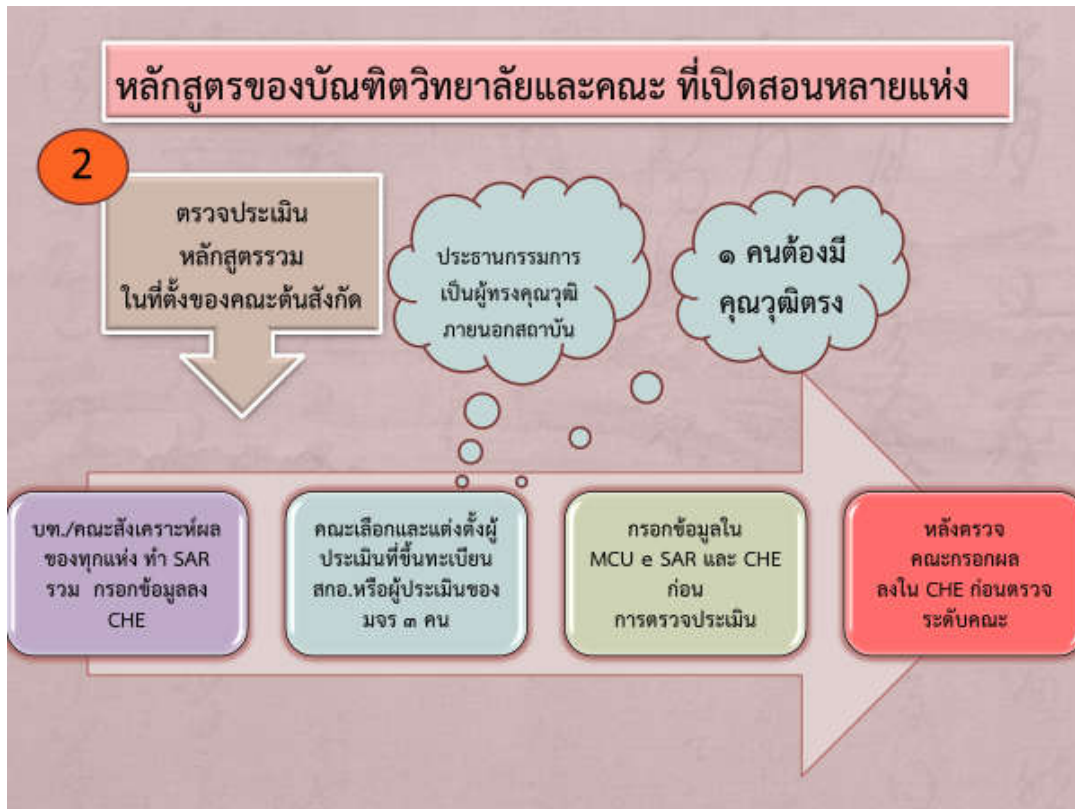 หลักสูตรของบัณฑิตวิทยาลัยและคณะ ที่เปิดสอนหลายแห่ง
2
ตรวจประเมิน
หลักสูตรรวม
ในที่ตั้งของคณะต้นสังกัด
ประธานกรรมการ
เป็นผู้ทรงคุณวุฒิ
ภายนอกสถาบัน
๑ คนต้องมี
คุณวุฒิตรง
บฑ./คณะสังเคราะห์ผล
ของทุกแห่ง ทำ SAR
รวม กรอกข้อมูลลง
CHE
คณะเลือกและแต่งตั้งผู้
ประเมินที่ขึ้นทะเบียน
สกอ.หรือผู้ประเมินของ
มจร ๓ คน
กรอกข้อมูลใน
MCU e SAR และ CHE
ก่อน
การตรวจประเมิน
หลังตรวจ
คณะกรอกผล
ลงใน CHE ก่อนตรวจ
ระดับคณะ